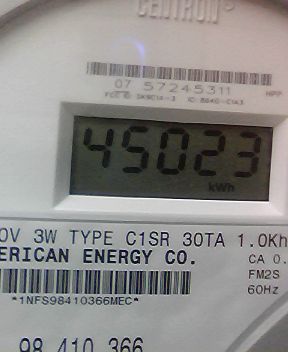 CENTRON®
07 57245311
45023
kWh
0V 3W TYPE C1SR 30TA 1.0Kh
ERICAN ENERGY CO.
CA 0.
FM2S
*1NFS98410366MEC*
60Hz
98 410 366